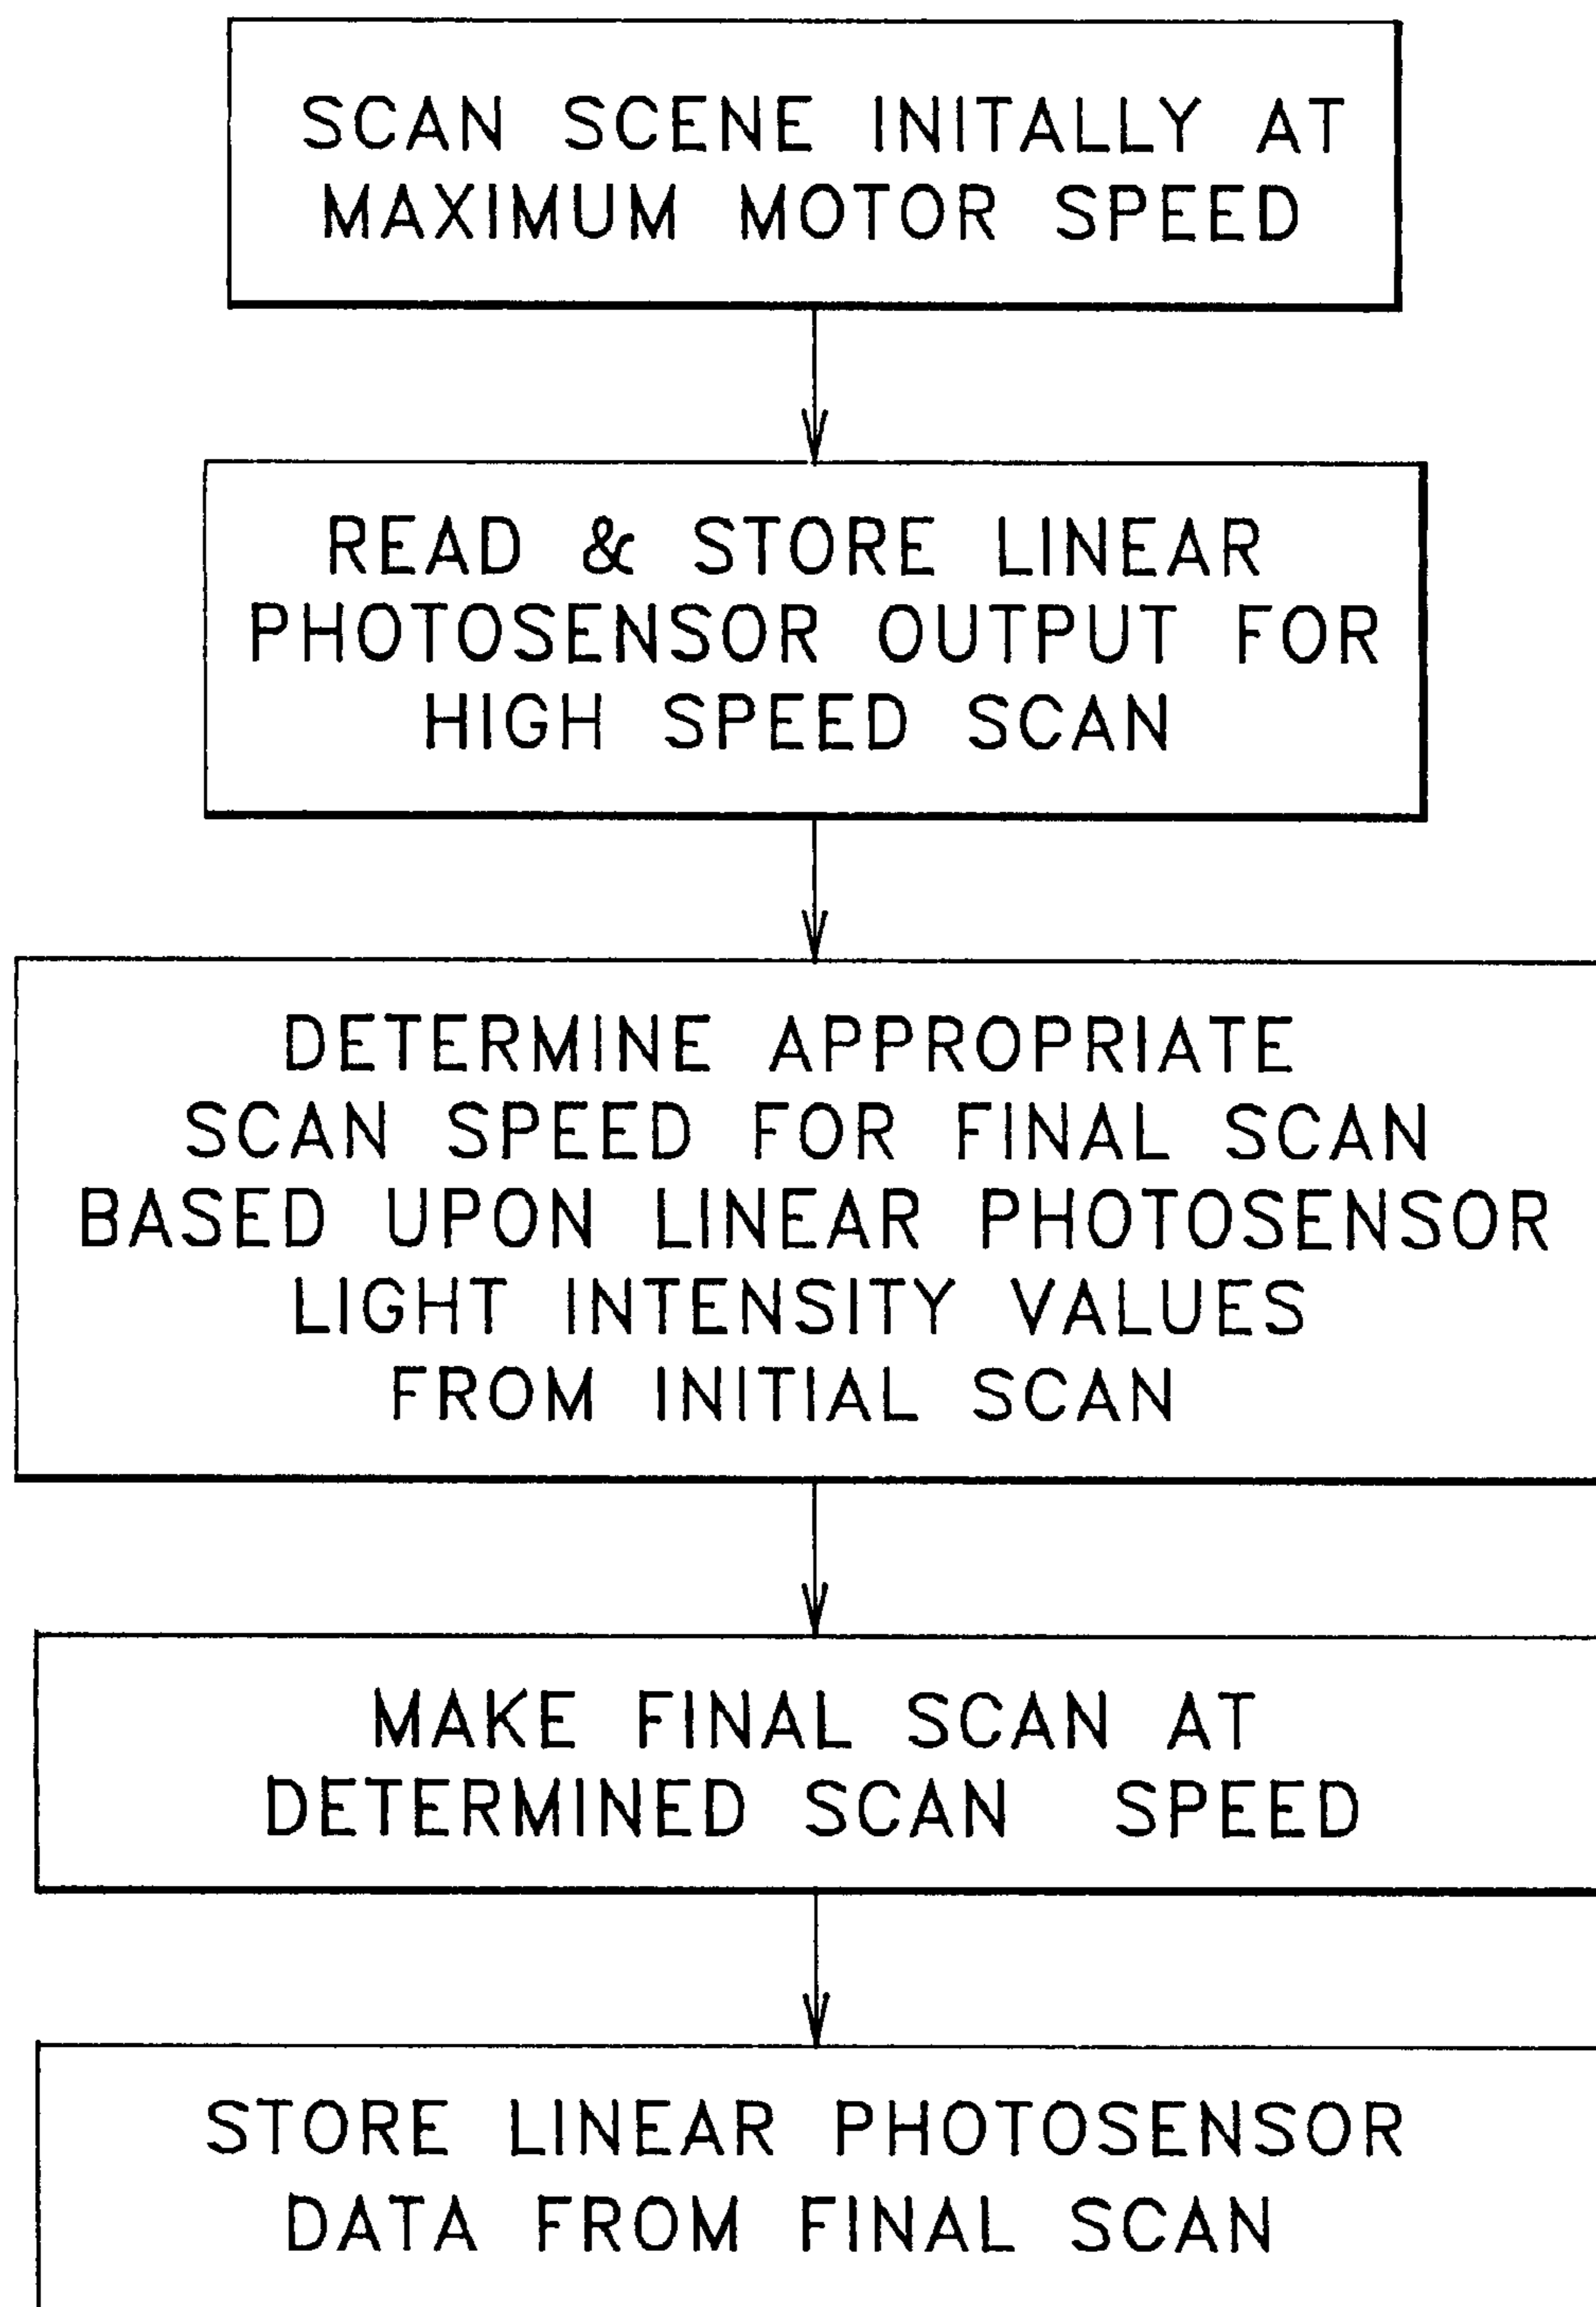 SCAN SCENE INITALLY AT
MAXIMUM MOTOR SPEED
READ & STORE LINEAR
PHOTOSENSOR OUTPUT FOR
HIGH SPEED SCAN
DETERMINE APPROPRIATE
SCAN SPEED FOR FINAL SCAN
BASED UPON LINEAR PHOTOSENSOR
LIGHT INTENSITY VALUES
FROM INITIAL SCAN
MAKE FINAL SCAN AT
DETERMINED SCAN SPEED
STORE LINEAR PHOTOSENSOR
DATA FROM FINAL SCAN